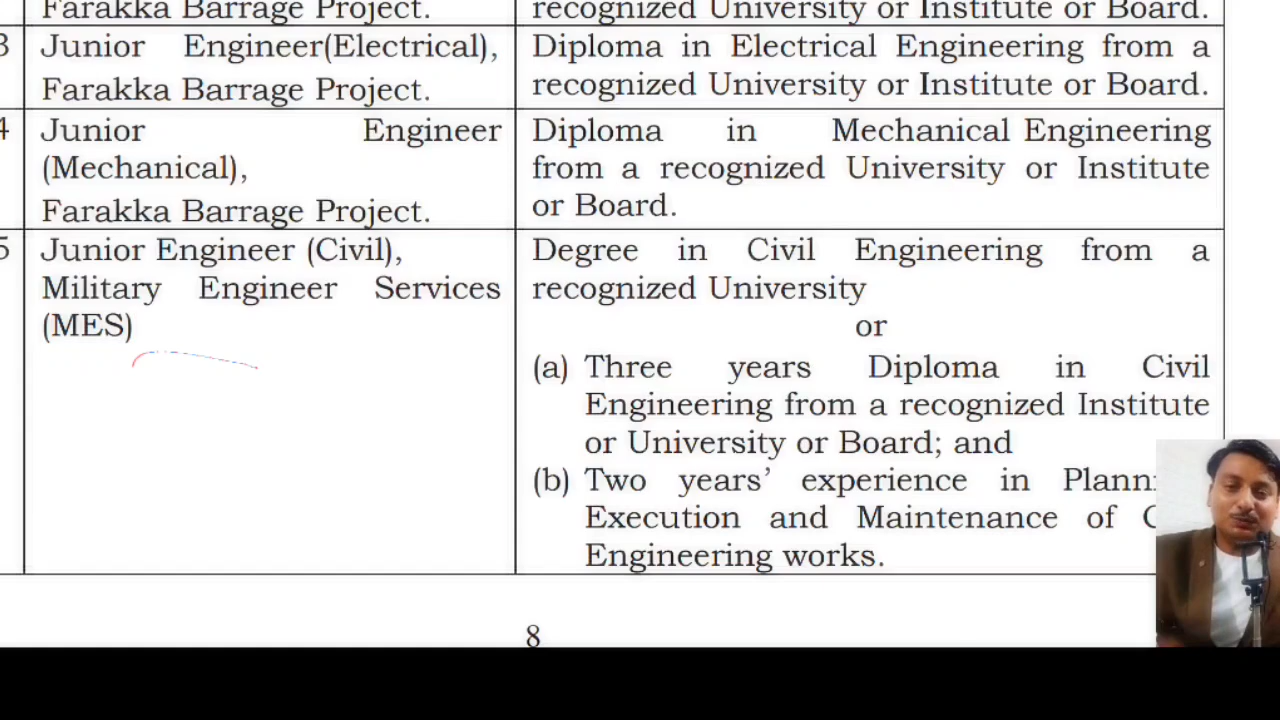 Farakka Barrage Project.
recognized University or Institute or Board.
3
Junior Engineer(Electrical),
Farakka Barrage Project.
Diploma in Electrical Engineering from a
recognized University or Institute or Board.
4
Junior Engineer
(Mechanical),
Farakka Barrage Project.
Diploma in Mechanical Engineering
from a recognized University or Institute
or Board.
5
Junior Engineer (Civil),
Military Engineer Services
(MES)
Degree in Civil Engineering from a
recognized University
or
(a) Three years Diploma in Civil
Engineering from a recognized Institute
or University or Board; and
(b) Two years’ experience in
Execution and Maintenance of
Engineering works.
8